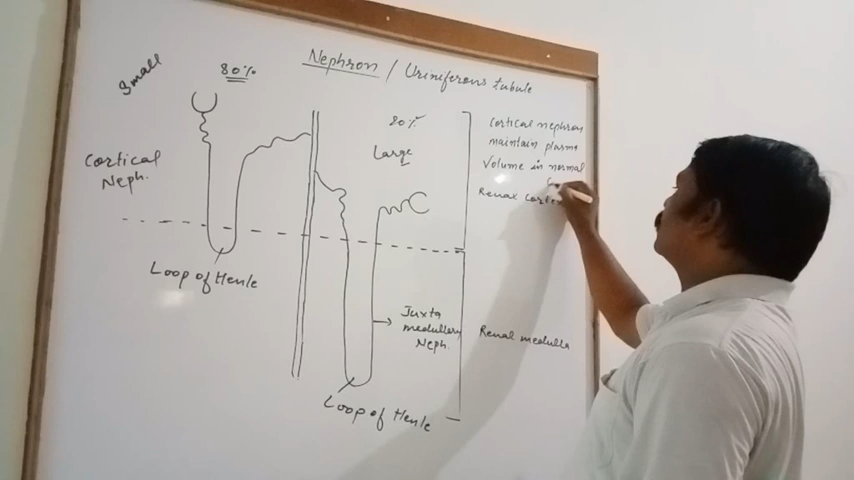 Nephron / Uriniferous tubule
Small
80%
Cortical
Neph.
Loop of Henle
20%
Large
Juxta
medullary
Neph.
Loop of Henle
Cortical nephron
maintain plasma
Volume in normal
Renal cortex
Renal medulla